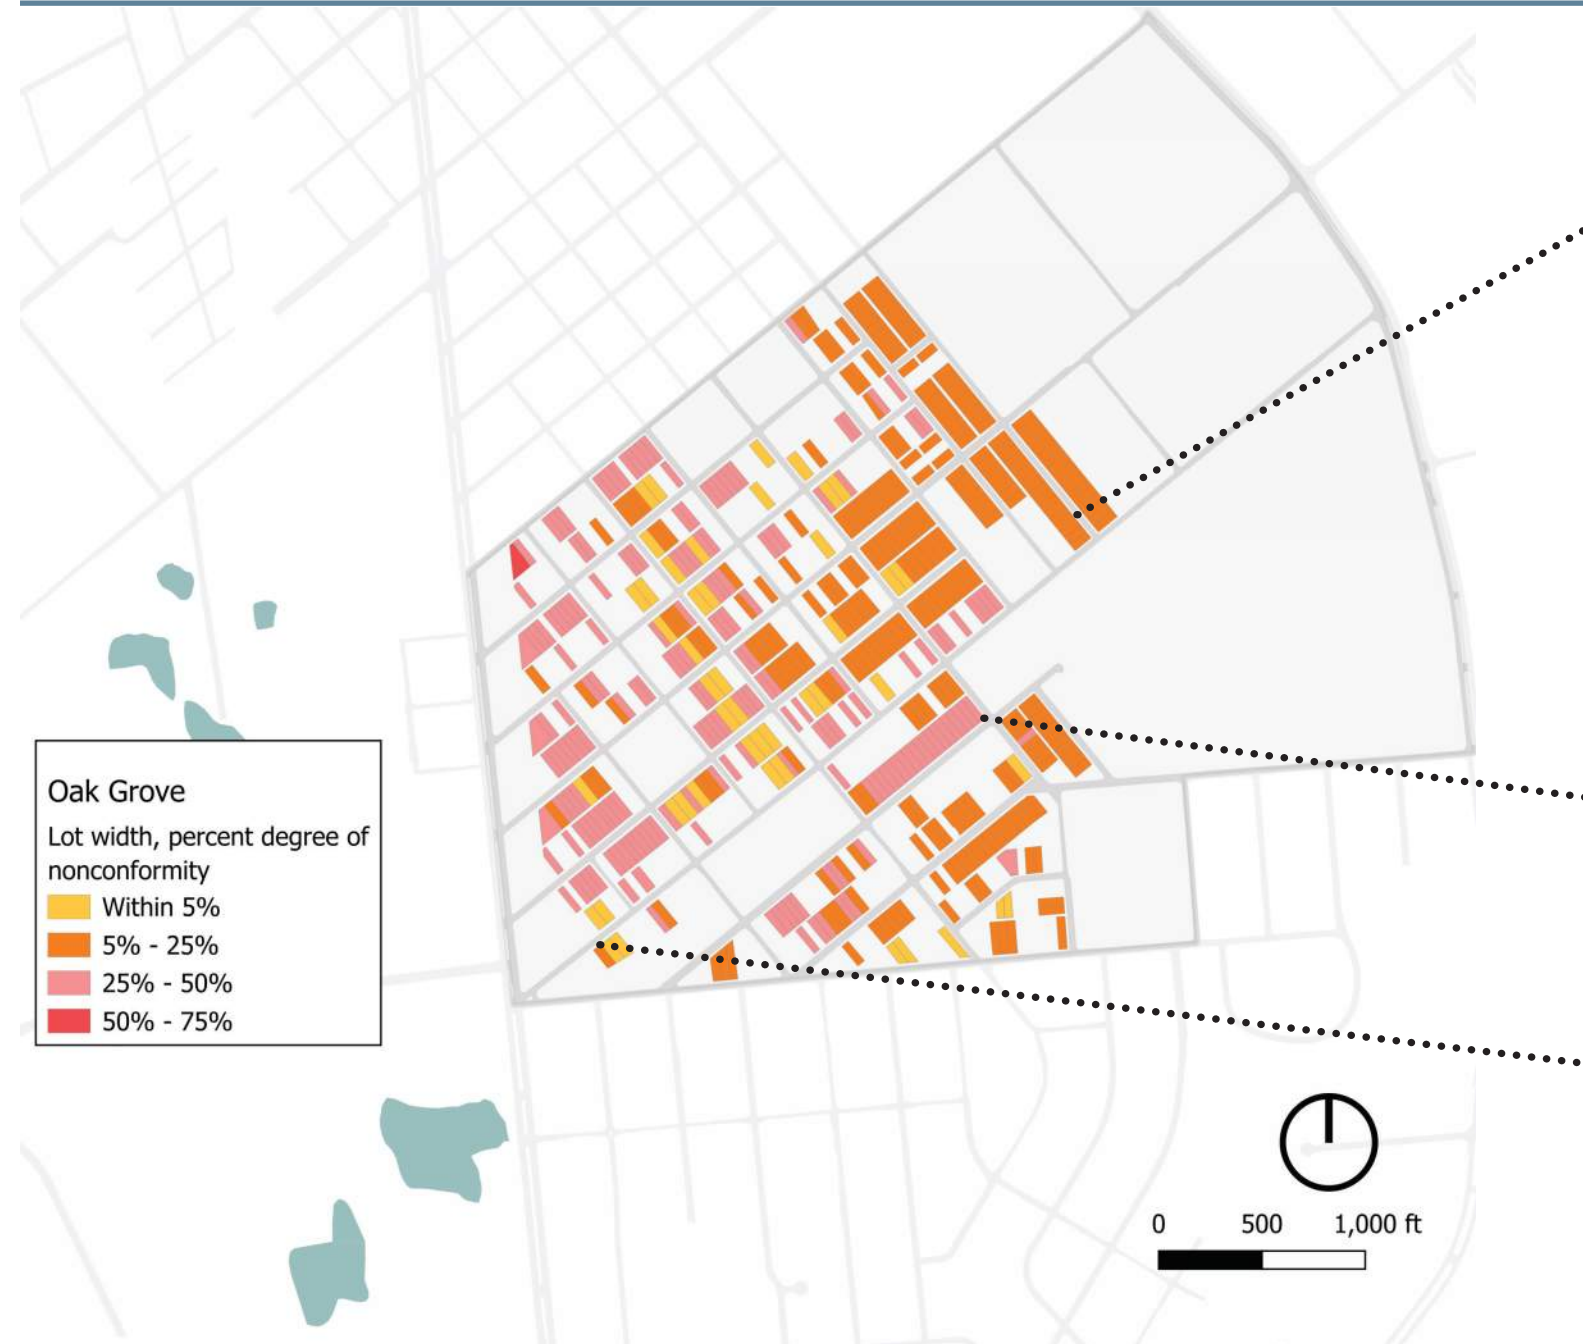 Oak Grove
Lot width, percent degree of
nonconformity
Within 5%
5% - 25%
25% - 50%
50% - 75%
0 500 1,000 ft